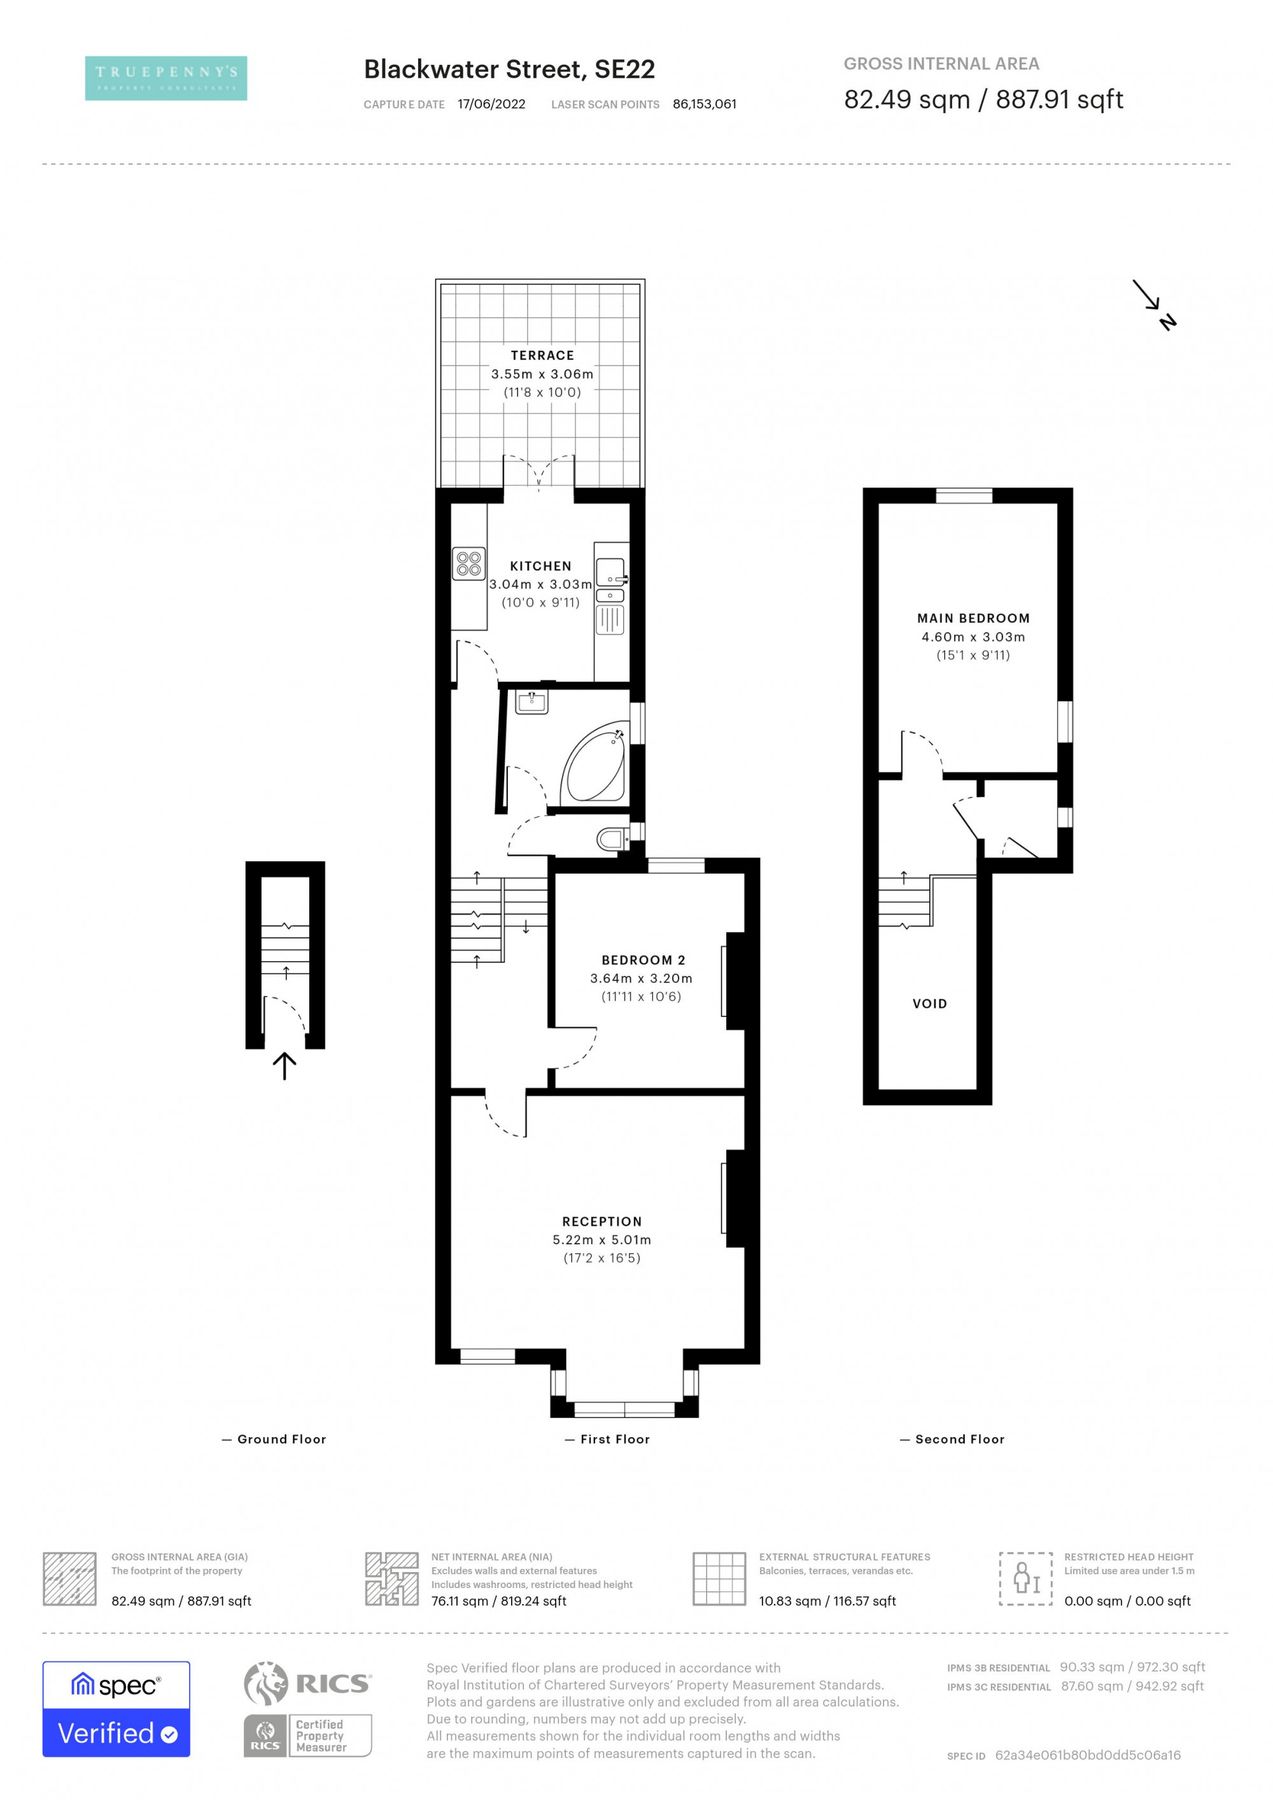 TRUEPENNY'S
PROPERTY CONSULTANTS
Blackwater Street, SE22
CAPTURE DATE 17/06/2022 LASER SCAN POINTS 86,153,061
GROSS INTERNAL AREA
82.49 sqm / 887.91 sqft
N
TERRACE
3.55m x 3.06m
(11'8 x 10'0)
KITCHEN
3.04m x 3.03m
(10'0 x 9'11)
MAIN BEDROOM
4.60m x 3.03m
(15'1 x 9'11)
BEDROOM 2
3.64m x 3.20m
(11'11 x 10'6)
VOID
RECEPTION
5.22m x 5.01m
(17'2 x 16'5)
— Ground Floor
— First Floor
— Second Floor
GROSS INTERNAL AREA (GIA)
The footprint of the property
82.49 sqm / 887.91 sqft
NET INTERNAL AREA (NIA)
Excludes walls and external features
Includes washrooms, restricted head height
76.11 sqm / 819.24 sqft
EXTERNAL STRUCTURAL FEATURES
Balconies, terraces, verandas etc.
10.83 sqm / 116.57 sqft
RESTRICTED HEAD HEIGHT
Limited use area under 1.5 m
0.00 sqm / 0.00 sqft
spec®
Verified
RICS®
RICS
Certified
Property
Measurer
Spec Verified floor plans are produced in accordance with
Royal Institution of Chartered Surveyors' Property Measurement Standards.
Plots and gardens are illustrative only and excluded from all area calculations.
Due to rounding, numbers may not add up precisely.
All measurements shown for the individual room lengths and widths
are the maximum points of measurements captured in the scan.
IPMS 3B RESIDENTIAL 90.33 sqm / 972.30 sqft
IPMS 3C RESIDENTIAL 87.60 sqm / 942.92 sqft
SPEC ID 62a34e061b80bd0dd5c06a16